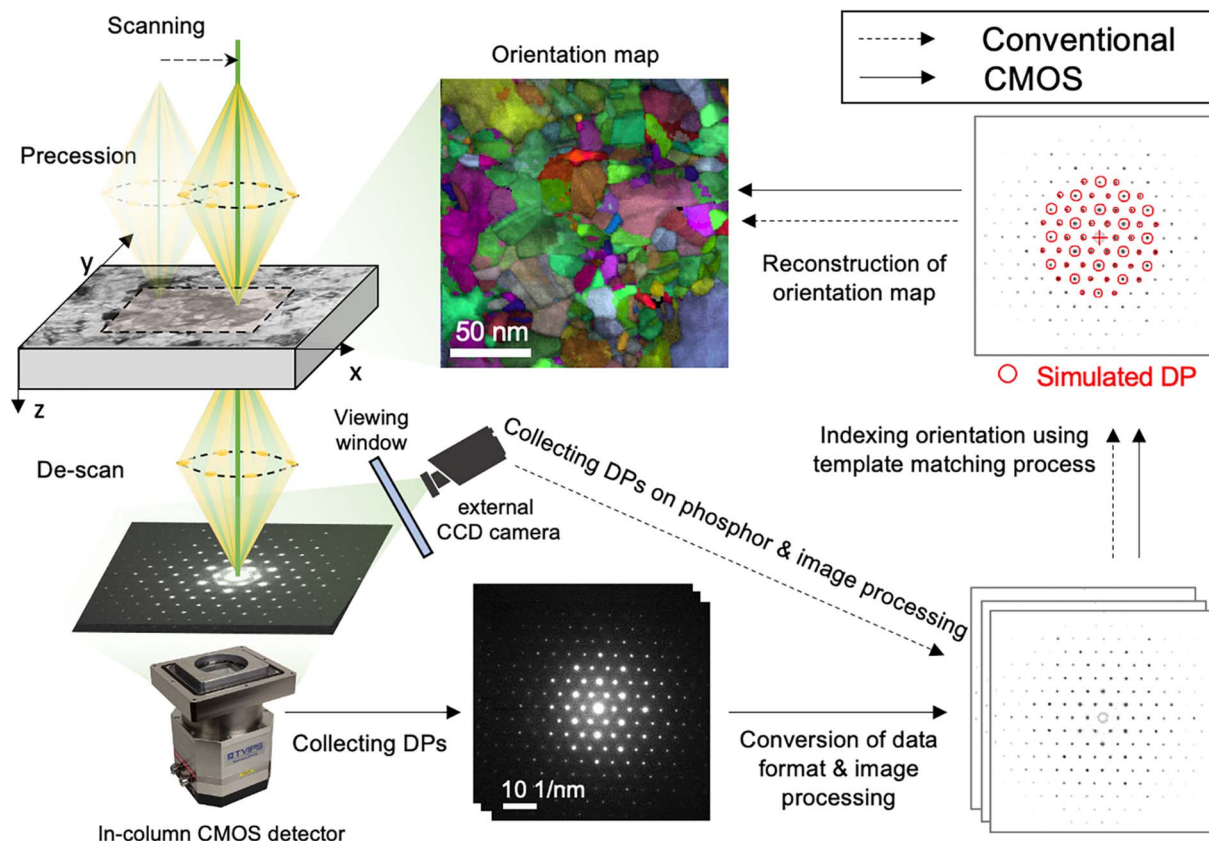 Scanning
Orientation map
Conventional
CMOS
Precession
y
x
z
50 nm
Reconstruction of
orientation map
Simulated DP
Viewing
window
De-scan
external
CCD camera
Collecting DPs on phosphor & image processing
Indexing orientation using
template matching process
TVIPS
Collecting DPs
10 1/nm
Conversion of data
format & image
processing
In-column CMOS detector